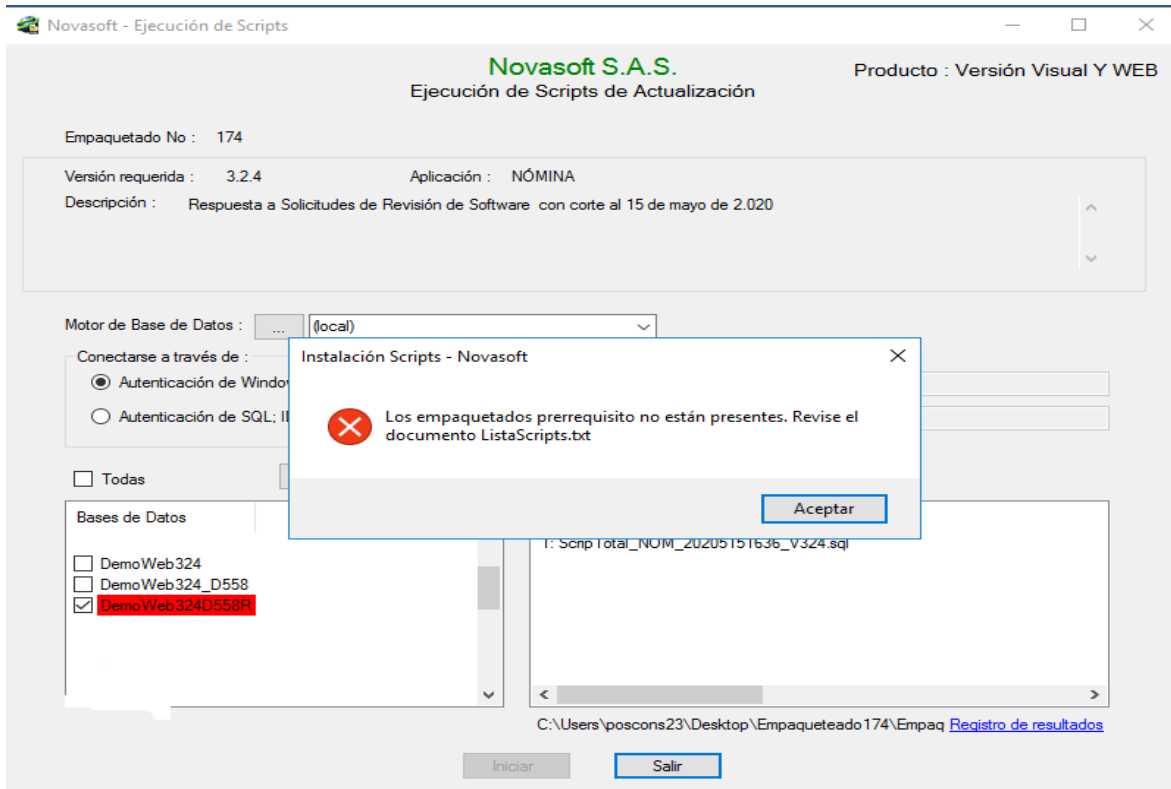 Novasoft - Ejecución de Scripts
Novasoft S.A.S.
Producto : Versión Visual Y WEB
Ejecución de Scripts de Actualización
Empaquetado No : 174
Versión requerida : 3.2.4 Aplicación : NÓMINA
Descripción : Respuesta a Solicitudes de Revisión de Software con corte al 15 de mayo de 2.020
Motor de Base de Datos : ... (local)
Conectarse a través de :
Autenticación de Windo
Autenticación de SQL;
Instalación Scripts - Novasoft
Los empaquetados prerrequisito no están presentes. Revise el
documento ListaScripts.txt
Aceptar
Todas
Bases de Datos
DemoWeb324
DemoWeb324_D558
DemoWeb324D558R
1: ScripTotal_NOM_20205151636_V324.sql
C:\Users\poscons23\Desktop\Empaqueteado174\Empaq Registro de resultados
Iniciar Salir